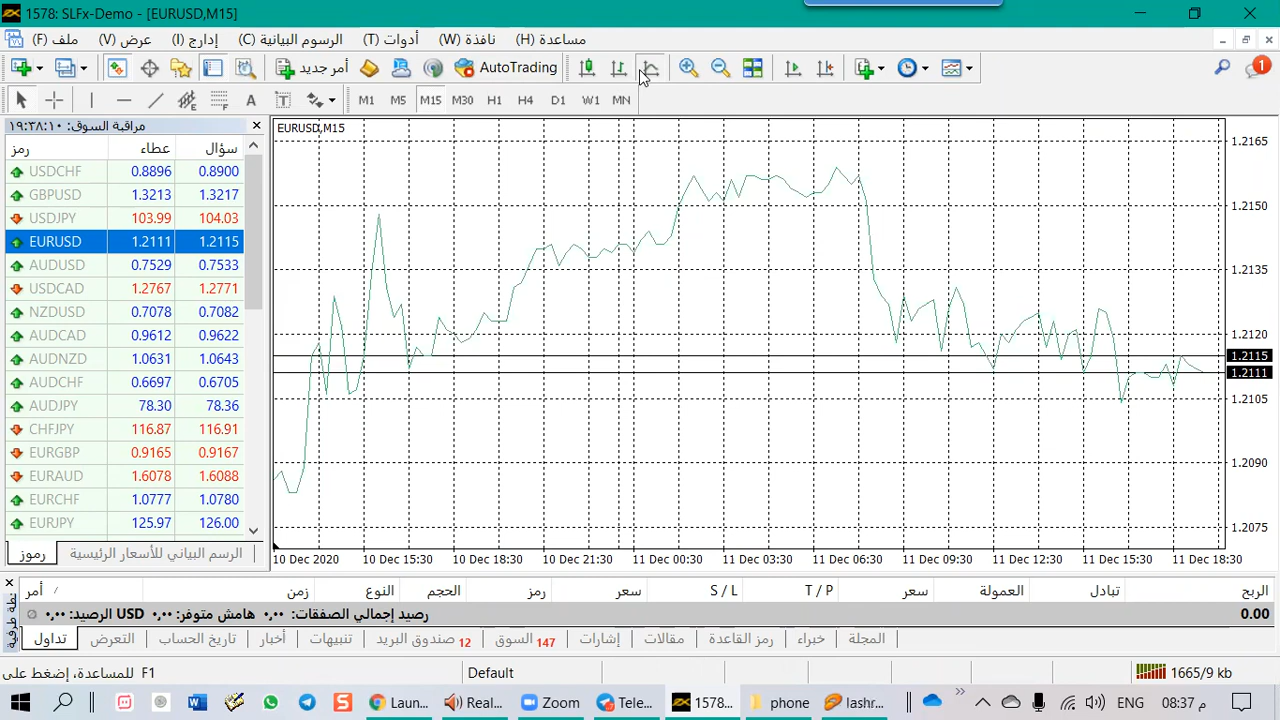 1578: SLFx-Demo - [EURUSD,M15]
ملف (F) عرض (V) إدراج (I) الرسوم البيانية (C) أدوات (T) نافذة (W) مساعدة (H)
أمر جديد AutoTrading 1
A T M1 M5 M15 M30 H1 H4 D1 W1 MN
مراقبة السوق: ١٩:٣٨:١٠
رمز عطاء سؤال
USDCHF 0.8896 0.8900
GBPUSD 1.3213 1.3217
USDJPY 103.99 104.03
EURUSD 1.2111 1.2115
AUDUSD 0.7529 0.7533
USDCAD 1.2767 1.2771
NZDUSD 0.7078 0.7082
AUDCAD 0.9612 0.9622
AUDNZD 1.0631 1.0643
AUDCHF 0.6697 0.6705
AUDJPY 78.30 78.36
CHFJPY 116.87 116.91
EURGBP 0.9165 0.9167
EURAUD 1.6078 1.6088
EURCHF 1.0777 1.0780
EURJPY 125.97 126.00
رموز الرسم البياني للأسعار الرئيسية
EURUSD,M15
1.2165
1.2150
1.2135
1.2120
1.2115
1.2111
1.2105
1.2090
1.2075
10 Dec 2020 10 Dec 15:30 10 Dec 18:30 10 Dec 21:30 11 Dec 00:30 11 Dec 03:30 11 Dec 06:30 11 Dec 09:30 11 Dec 12:30 11 Dec 15:30 11 Dec 18:30
أمر زمن النوع الحجم رمز سعر S / L T / P سعر العمولة تبادل الربح
رصيد إجمالي الصفقات: ٠,٠٠ هامش متوفر: ٠,٠٠ USD الرصيد: ٠,٠٠ 0.00
تداول التعرض تاريخ الحساب أخبار تنبيهات صندوق البريد 12 السوق 147 إشارات مقالات رمز القاعدة خبراء المجلة
للمساعدة, إضغط على F1 Default 1665/9 kb
Laun... Real... Zoom Tele... 1578... phone lashr... 08:37 م ENG